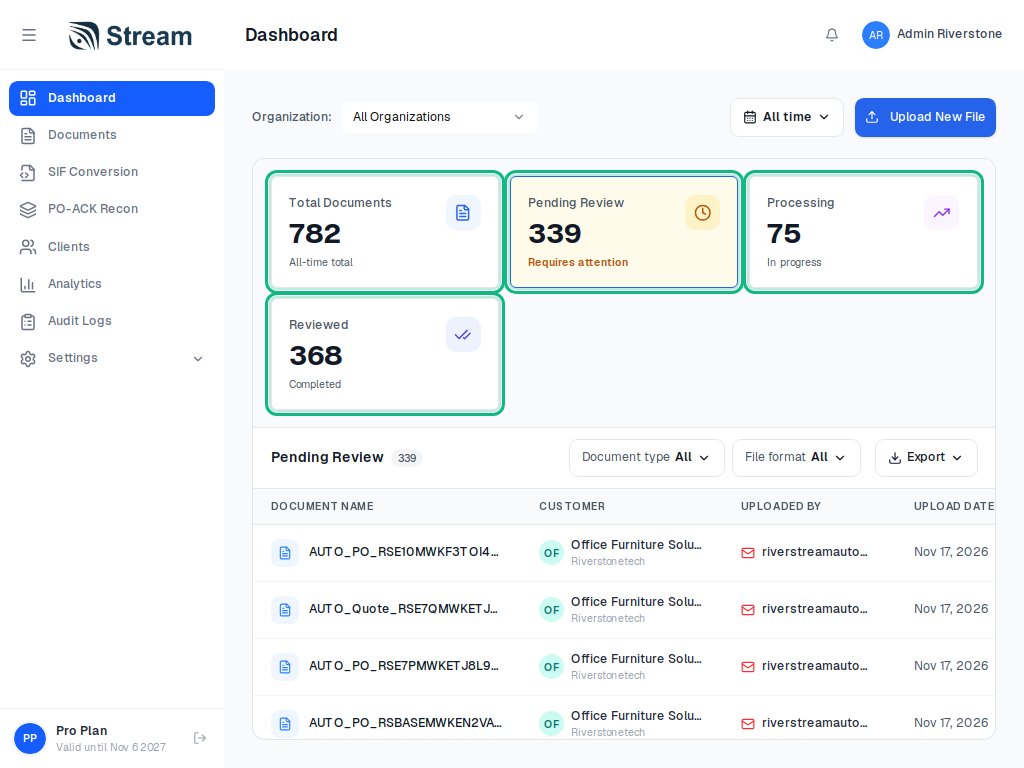 Stream
Dashboard
AR
Admin Riverstone
Dashboard
Documents
SIF Conversion
PO-ACK Recon
Clients
Analytics
Audit Logs
Settings
Organization:
All Organizations
All time
Upload New File
Total Documents
782
All-time total
Pending Review
339
Requires attention
Processing
75
In progress
Reviewed
368
Completed
Pending Review 339
Document type All
File format All
Export
DOCUMENT NAME CUSTOMER UPLOADED BY UPLOAD DATE
AUTO_PO_RSE10MWKF3TOI4... OF Office Furniture Solu... riverstreamauto... Nov 17, 2026
Riverstonetech
AUTO_Quote_RSE7QMWKETJ... OF Office Furniture Solu... riverstreamauto... Nov 17, 2026
Riverstonetech
AUTO_PO_RSE7PMWKETJ8L9... OF Office Furniture Solu... riverstreamauto... Nov 17, 2026
Riverstonetech
AUTO_PO_RSBASEMWKEN2VA... OF Office Furniture Solu... riverstreamauto... Nov 17, 2026
Riverstonetech
PP
Pro Plan
Valid until Nov 6 2027